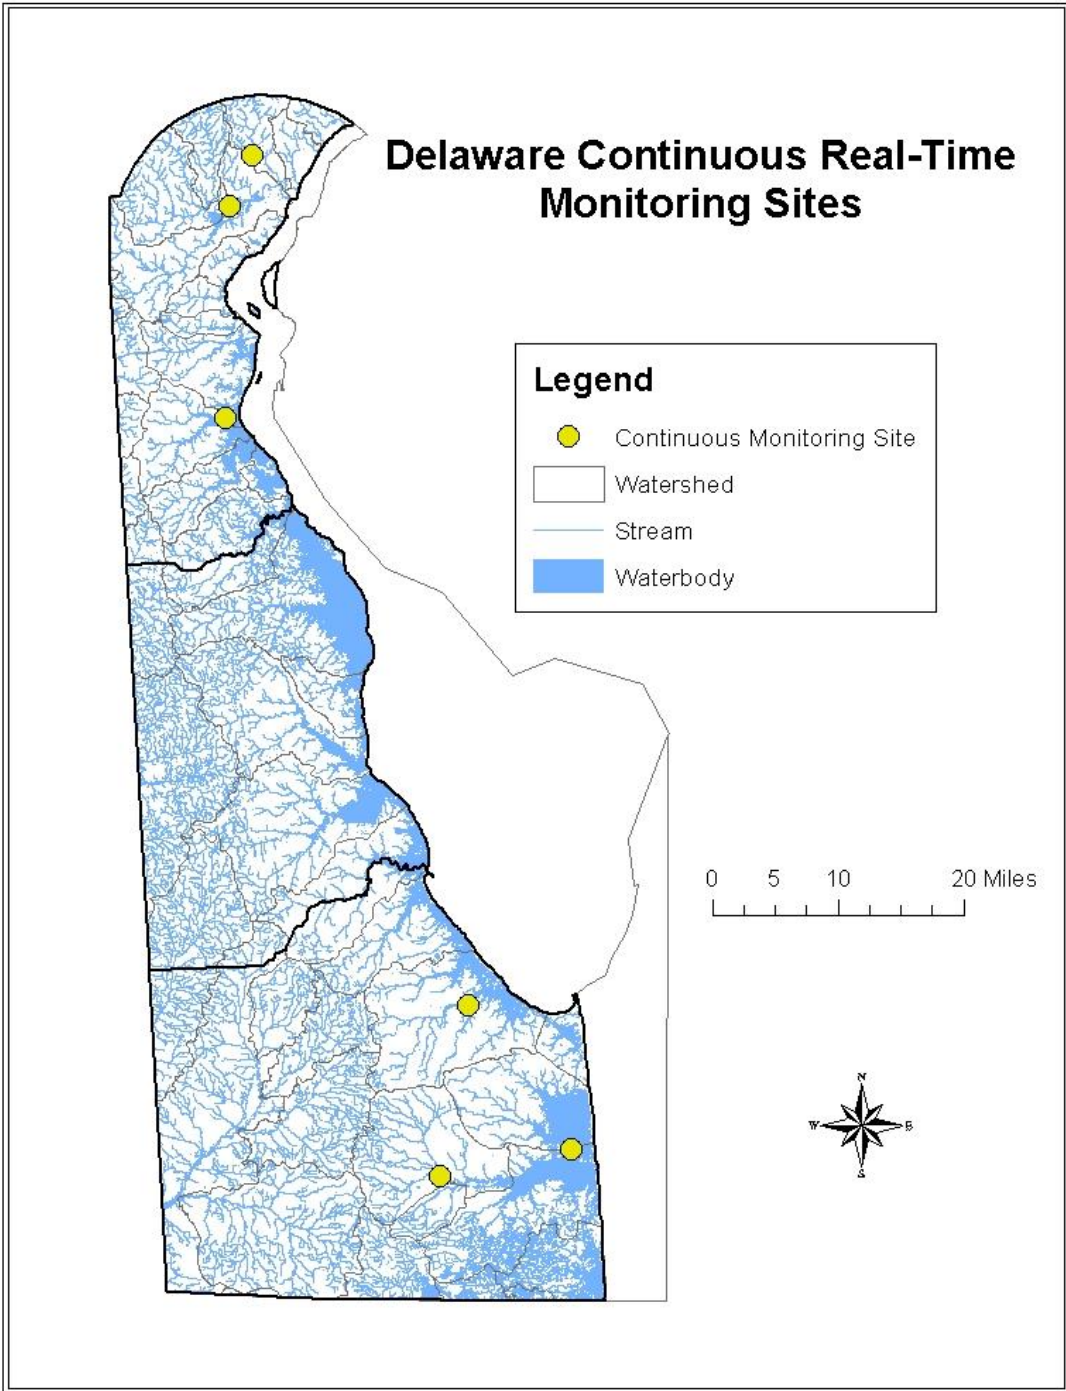 Delaware Continuous Real-Time
Monitoring Sites
Legend
Continuous Monitoring Site
Watershed
Stream
Waterbody
0 5 10 20 Miles
N
W E
S